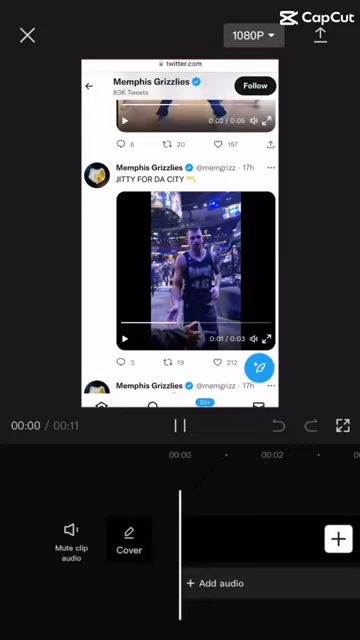 CapCut
1080P
twitter.com
Memphis Grizzlies
83K Tweets
Follow
0:02 / 0:05
6 20 157
Memphis Grizzlies @memgrizz · 17h
JITTY FOR DA CITY
0:01 / 0:03
3 19 212
Memphis Grizzlies @memgrizz · 17h
20+
00:00 / 00:11
00:00 00:02
Mute clip
audio
Cover
+ Add audio